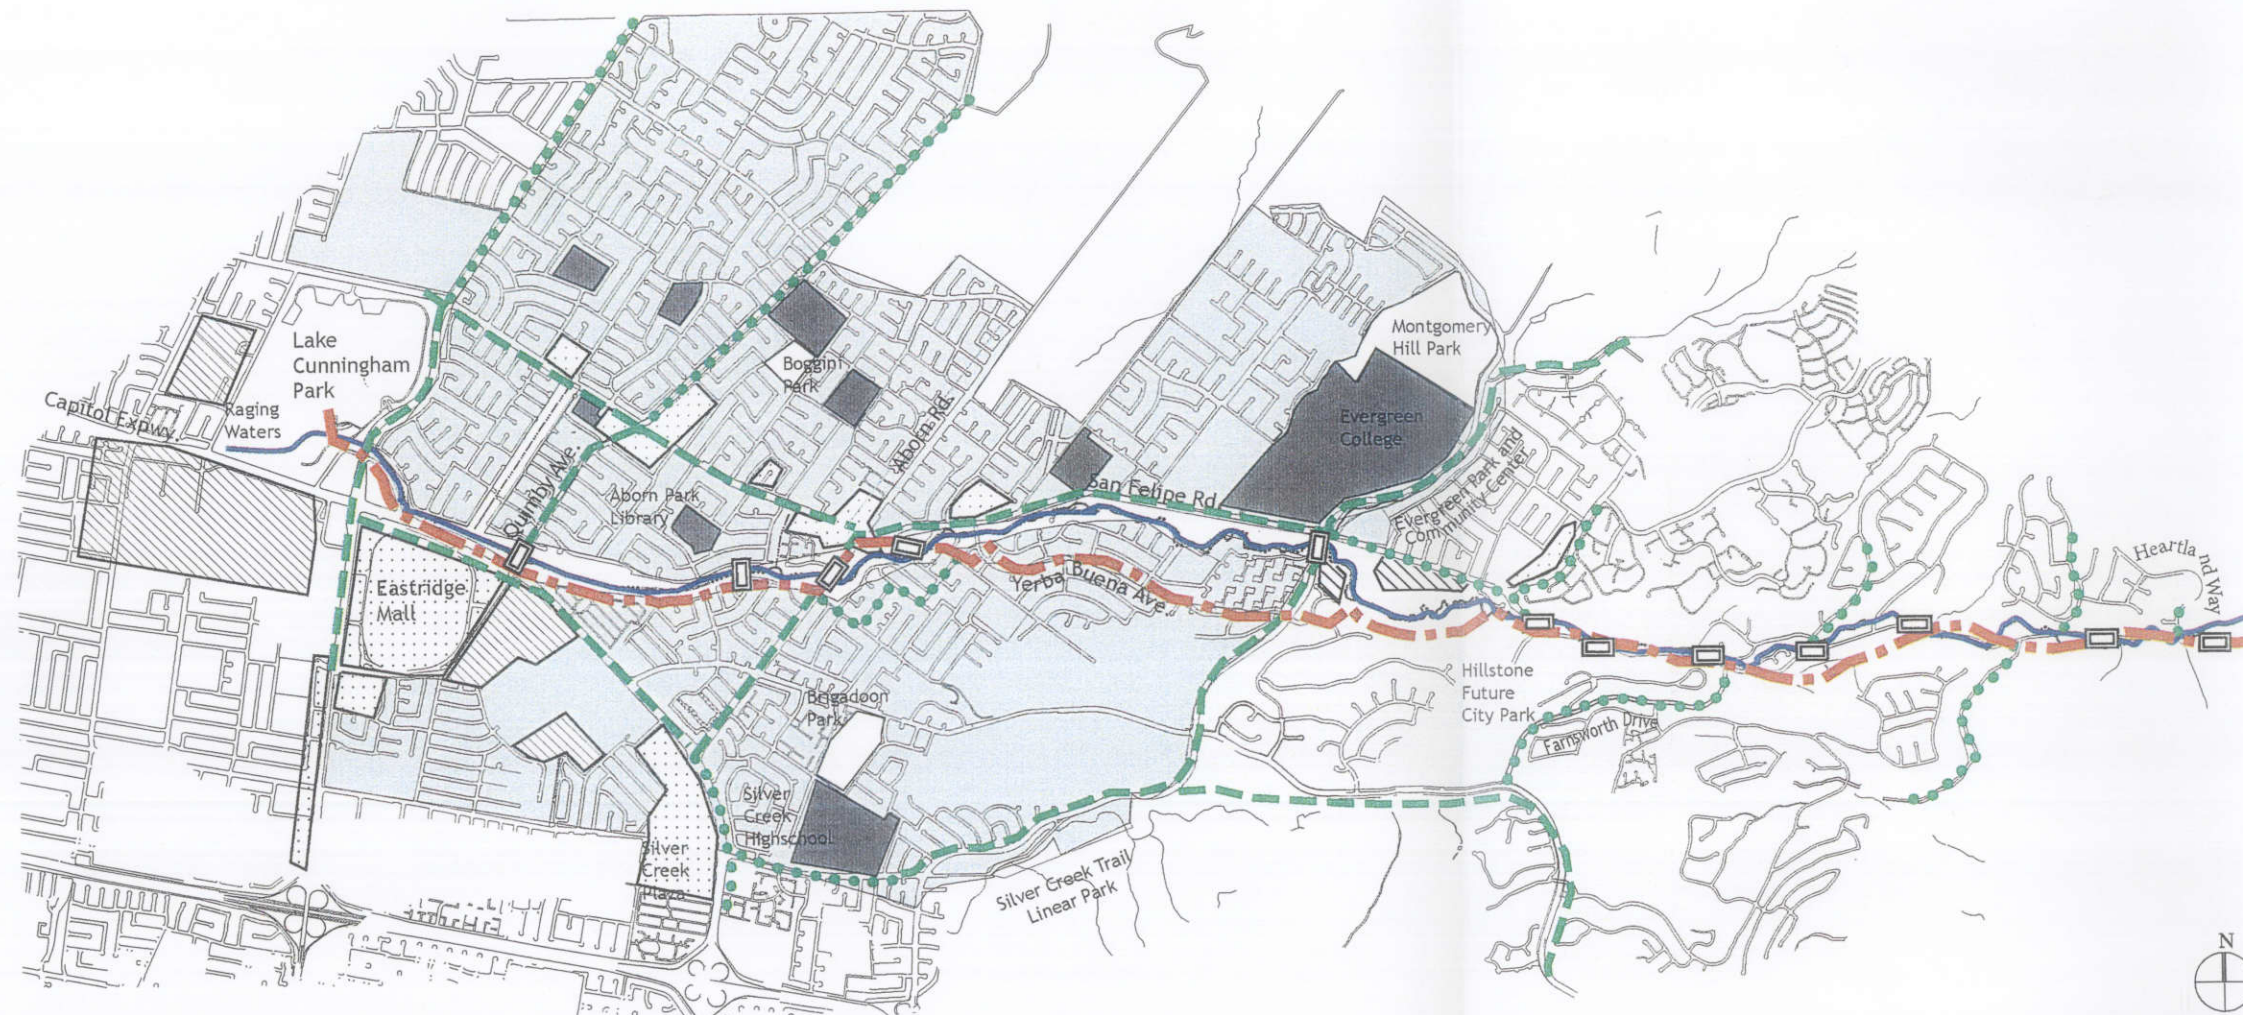 Lake
Cunningham
Park
Capitol Expwy.
Raging
Waters
Quimby Ave.
Eastridge
Mall
Aborn Park
Library
Boggini
Park
Aborn Rd.
San Felipe Rd.
Montgomery
Hill Park
Evergreen
College
Evergreen Park and
Community Center
Yerba Buena Ave.
Brigadoon
Park
Silver
Creek
Highschool
Silver
Creek
Plaza
Silver Creek Trail
Linear Park
Hillstone
Future
City Park
Farnsworth Drive
Heartla nd Way
N